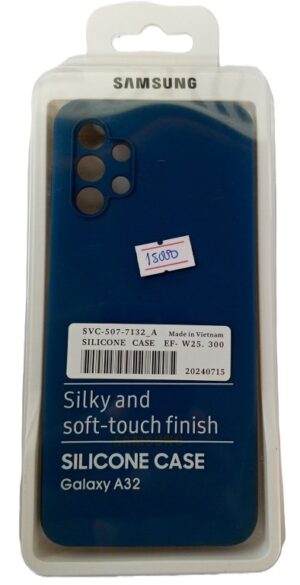 SAMSUNG
15000
SVC-507-7132_A Made in Vietnam
SILICONE CASE EF- W25. 300
20240715
Silky and
soft-touch finish
SAMSUNG
SILICONE CASE
Galaxy A32